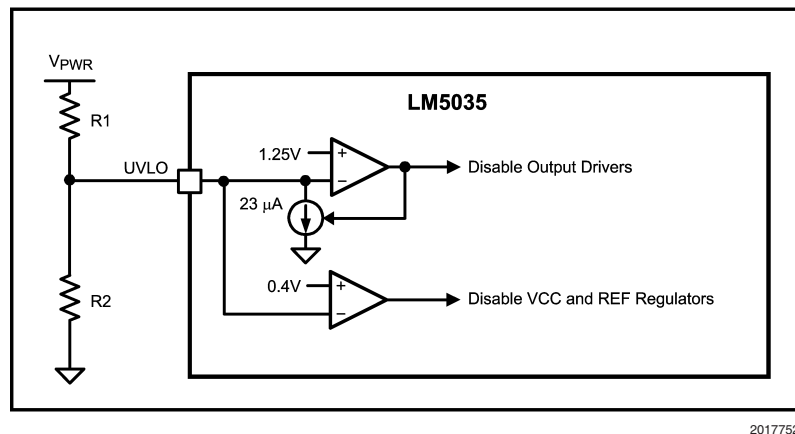 LM5035
VPWR
R1
1.25V
+
−
Disable Output Drivers
UVLO
23 μA
0.4V
+
−
Disable VCC and REF Regulators
R2
2017752